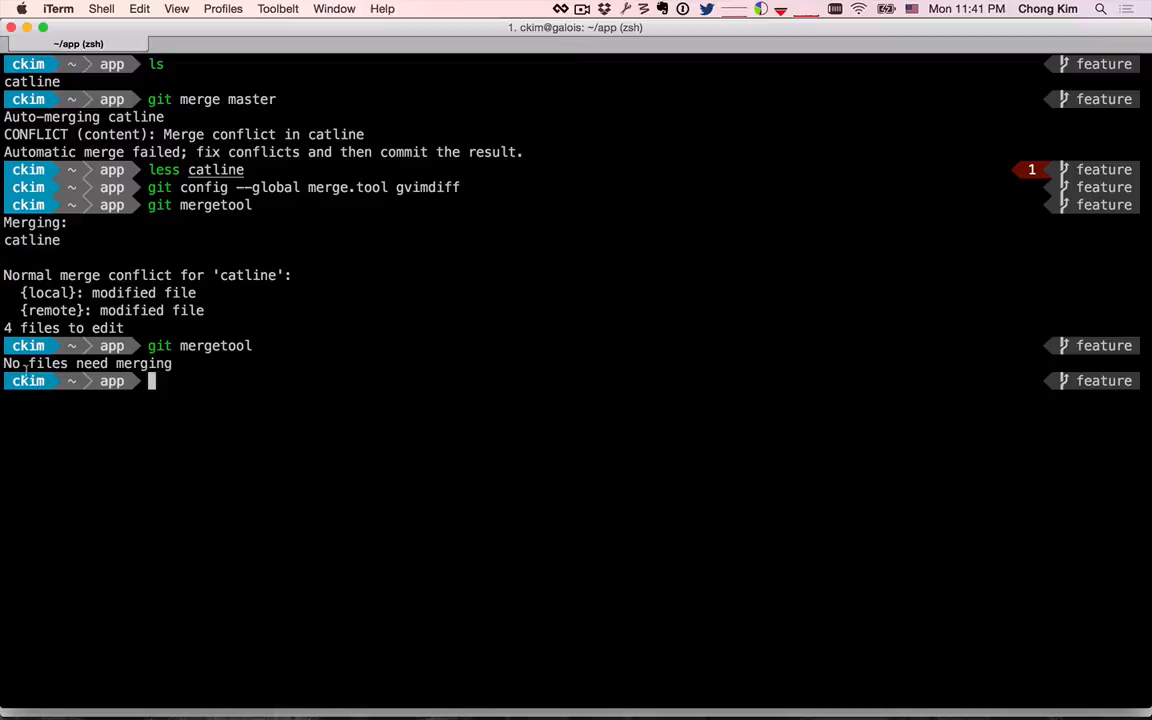 iTerm Shell Edit View Profiles Toolbelt Window Help Mon 11:41 PM Chong Kim
1. ckim@galois: ~/app (zsh)
~/app (zsh)
ckim ~ app ls feature
catline
ckim ~ app git merge master feature
Auto-merging catline
CONFLICT (content): Merge conflict in catline
Automatic merge failed; fix conflicts and then commit the result.
ckim ~ app less catline 1 feature
ckim ~ app git config --global merge.tool gvimdiff feature
ckim ~ app git mergetool feature
Merging:
catline
Normal merge conflict for 'catline':
{local}: modified file
{remote}: modified file
4 files to edit
ckim ~ app git mergetool feature
No files need merging
ckim ~ app feature